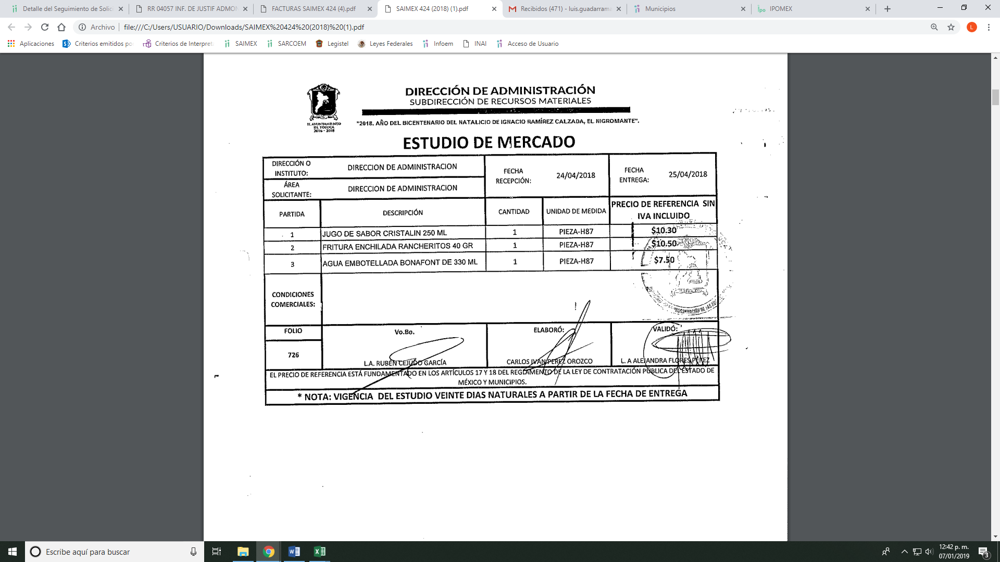 Detalle del Seguimiento de Solici
RR 04057 INF. DE JUSTIF ADMON
FACTURAS SAIMEX 424 (4).pdf
SAIMEX 424 (2018) (1).pdf
Recibidos (471) - luis.guadarrama
Municipios
IPOMEX
Archivo
file:///C:/Users/USUARIO/Downloads/SAIMEX%20424%20(2018)%20(1).pdf
L
Aplicaciones
Criterios emitidos po
Criterios de Interpret
SAIMEX
SARCOEM
Legistel
Leyes Federales
Infoem
INAI
Acceso de Usuario
H. AYUNTAMIENTO
DE TOLUCA
2016 - 2018
DIRECCIÓN DE ADMINISTRACIÓN
SUBDIRECCIÓN DE RECURSOS MATERIALES
"2018. AÑO DEL BICENTENARIO DEL NATALICIO DE IGNACIO RAMÍREZ CALZADA, EL NIGROMANTE".
ESTUDIO DE MERCADO
DIRECCIÓN O INSTITUTO: DIRECCION DE ADMINISTRACION
FECHA RECEPCIÓN: 24/04/2018
FECHA ENTREGA: 25/04/2018
ÁREA SOLICITANTE: DIRECCION DE ADMINISTRACION
PARTIDA DESCRIPCIÓN CANTIDAD UNIDAD DE MEDIDA PRECIO DE REFERENCIA SIN IVA INCLUIDO
1 JUGO DE SABOR CRISTALIN 250 ML 1 PIEZA-H87 $10.30
2 FRITURA ENCHILADA RANCHERITOS 40 GR 1 PIEZA-H87 $10.50
3 AGUA EMBOTELLADA BONAFONT DE 330 ML 1 PIEZA-H87 $7.50
CONDICIONES
COMERCIALES:
PROGRAMACIÓN DE LAS
FOLIO Vo.Bo. ELABORÓ: VALIDÓ:
726
L.A. RUBÉN CEJUDO GARCÍA CARLOS IVÁN PEREZ OROZCO L. A ALEJANDRA FLORES PÉREZ
EL PRECIO DE REFERENCIA ESTÁ FUNDAMENTADO EN LOS ARTÍCULOS 17 Y 18 DEL REGLAMENTO DE LA LEY DE CONTRATACIÓN PÚBLICA DEL ESTADO DE
MÉXICO Y MUNICIPIOS.
* NOTA: VIGENCIA DEL ESTUDIO VEINTE DIAS NATURALES A PARTIR DE LA FECHA DE ENTREGA
Escribe aquí para buscar
12:42 p. m.
07/01/2019
3